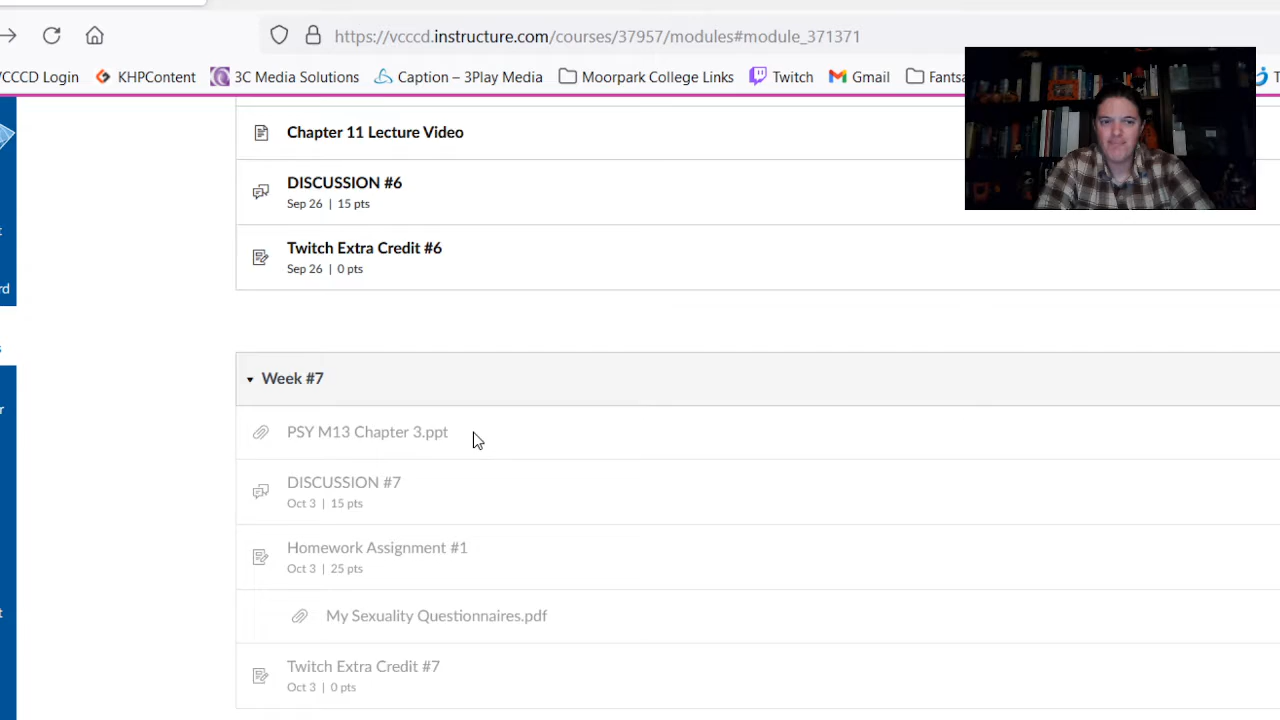 https://vcccd.instructure.com/courses/37957/modules#module_371371
VCCCD Login KHPContent 3C Media Solutions Caption – 3Play Media Moorpark College Links Twitch Gmail Fantsa
Chapter 11 Lecture Video
DISCUSSION #6
Sep 26 | 15 pts
Twitch Extra Credit #6
Sep 26 | 0 pts
Week #7
PSY M13 Chapter 3.ppt
DISCUSSION #7
Oct 3 | 15 pts
Homework Assignment #1
Oct 3 | 25 pts
My Sexuality Questionnaires.pdf
Twitch Extra Credit #7
Oct 3 | 0 pts